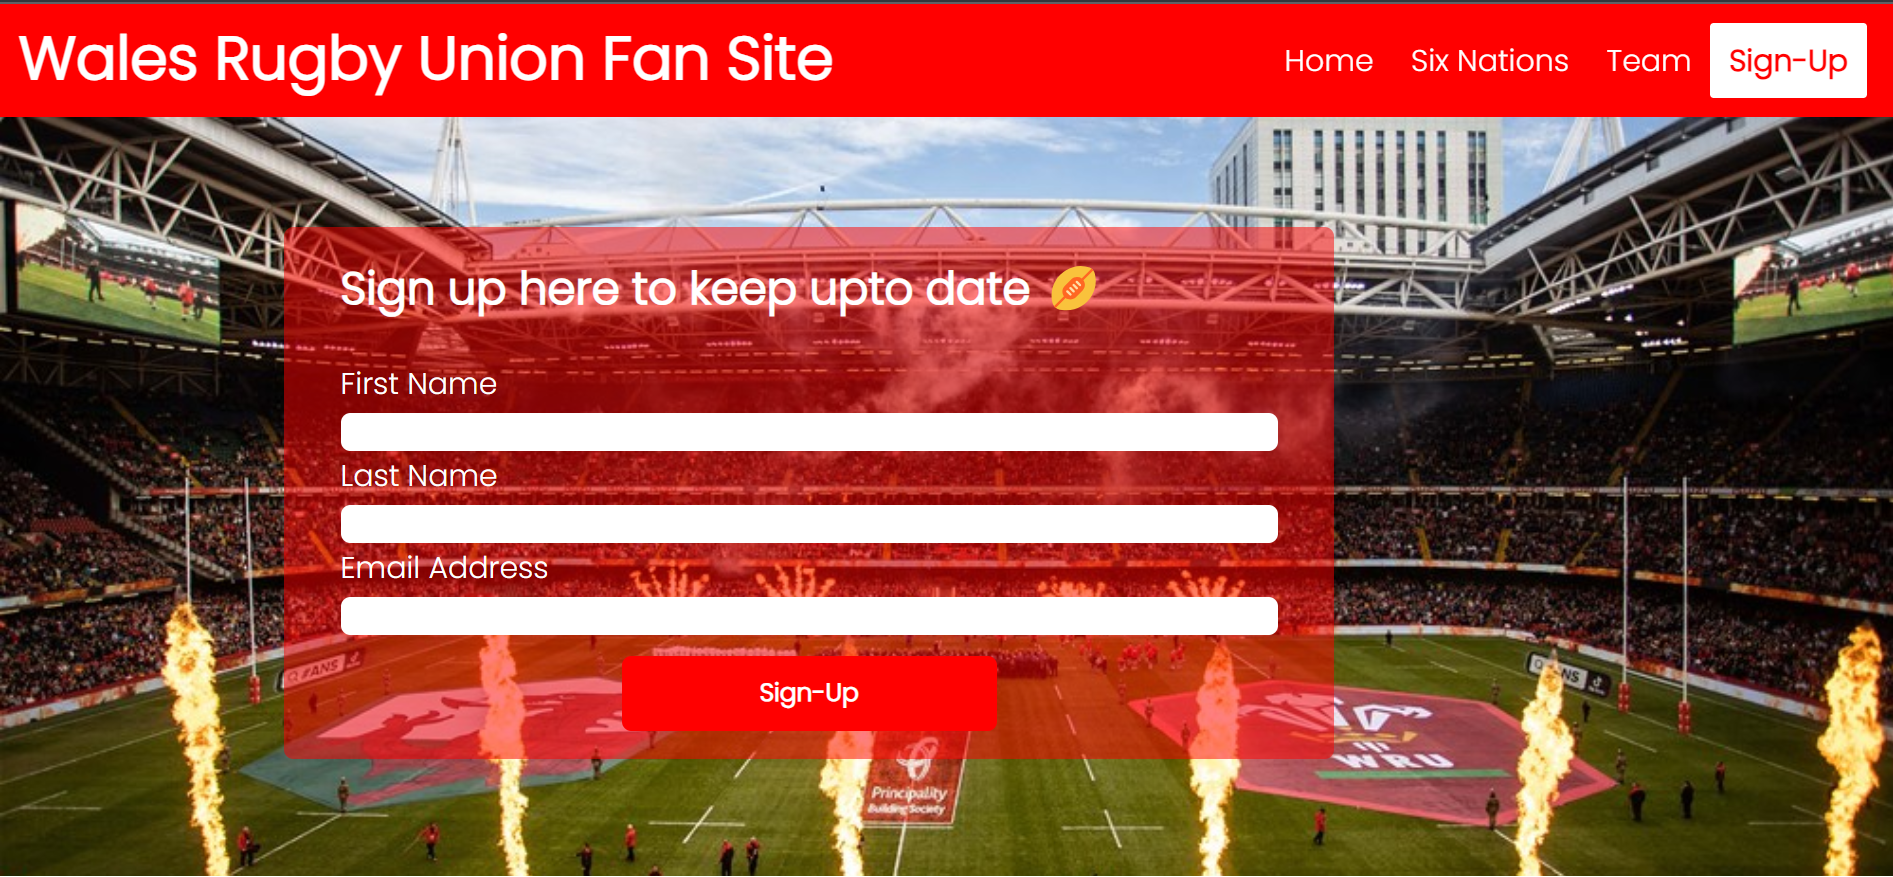 Wales Rugby Union Fan Site
Home Six Nations Team Sign-Up
Sign up here to keep upto date
First Name
Last Name
Email Address
#ANS
Sign-Up
WRU
Principality
Building Society